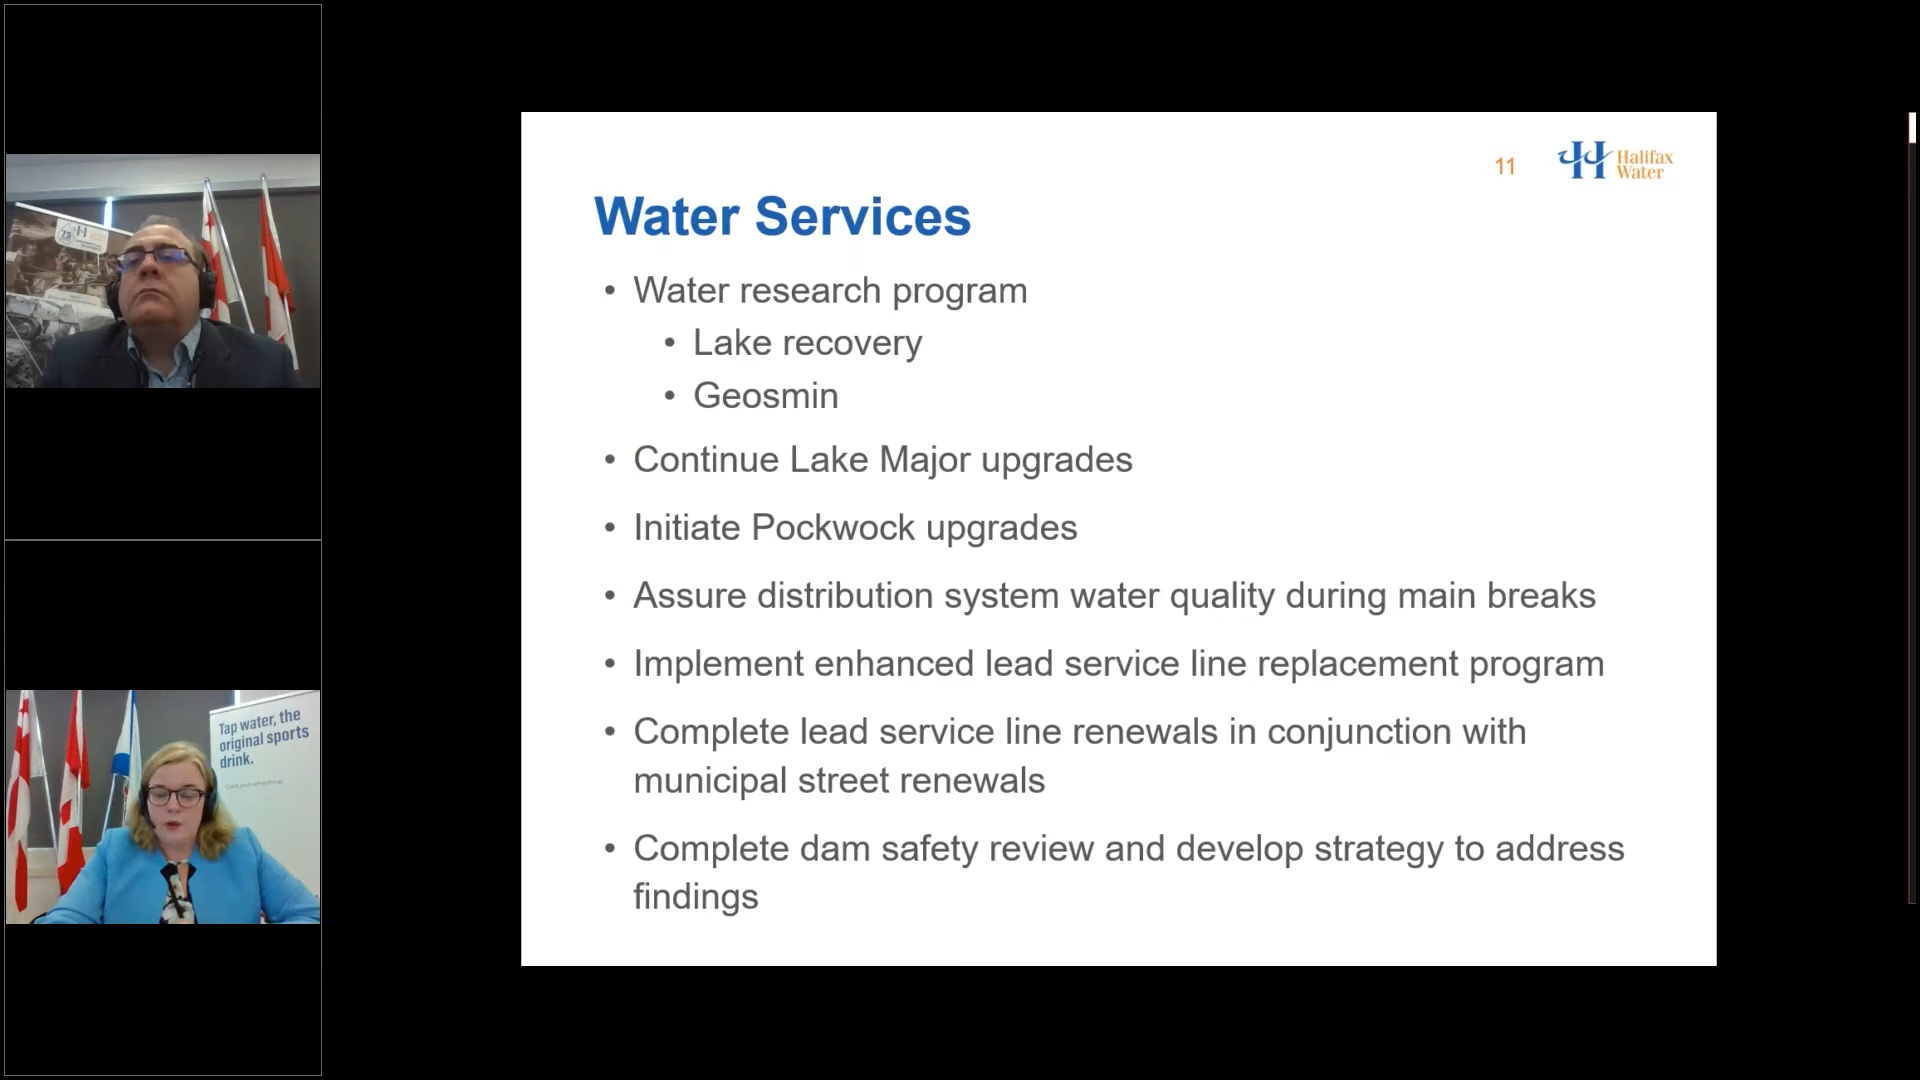 11
Halifax
Water
Water Services
• Water research program
• Lake recovery
• Geosmin
• Continue Lake Major upgrades
• Initiate Pockwock upgrades
• Assure distribution system water quality during main breaks
• Implement enhanced lead service line replacement program
• Complete lead service line renewals in conjunction with
municipal street renewals
• Complete dam safety review and develop strategy to address
findings
75
Tap water, the
original sports
drink.